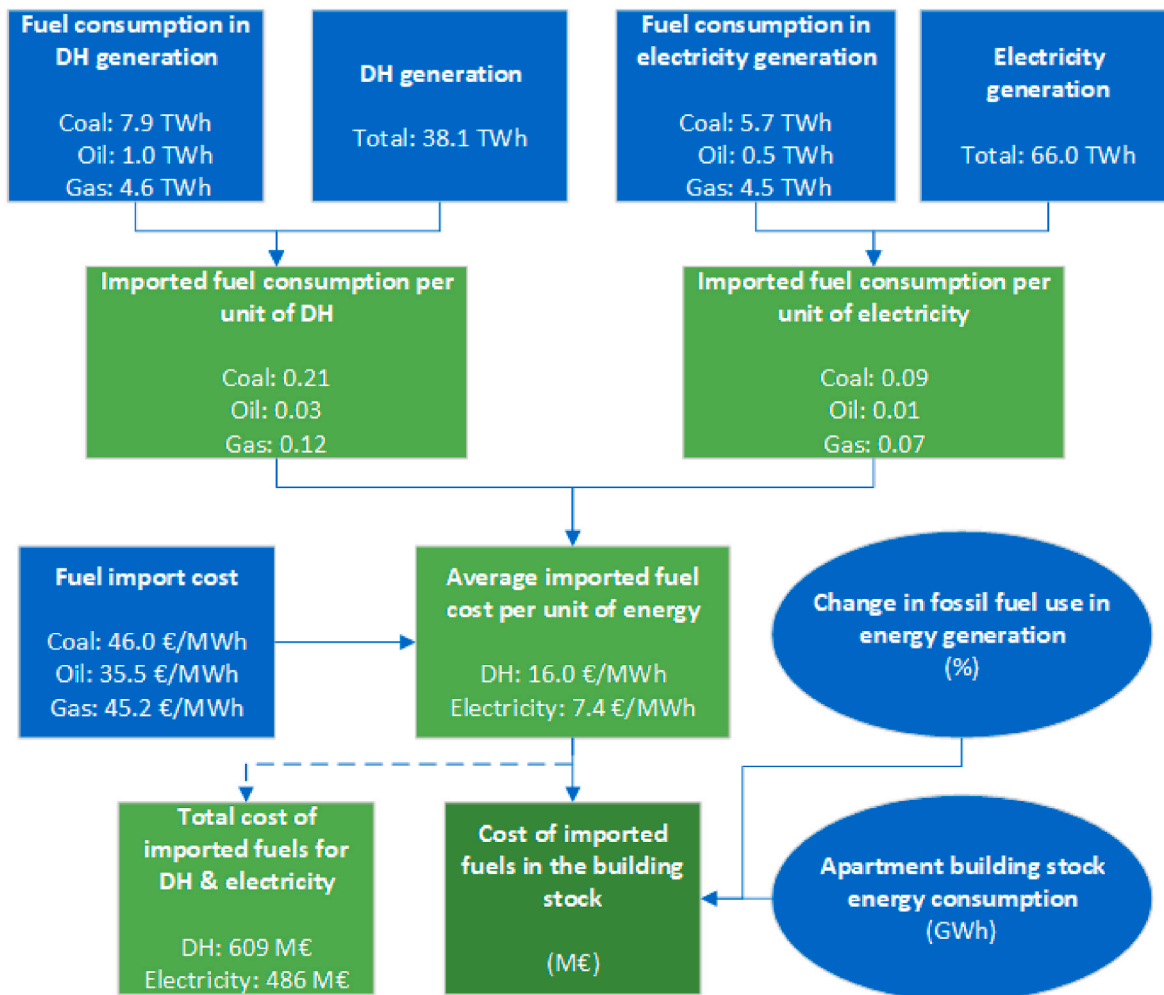 Fuel consumption in
DH generation
Coal: 7.9 TWh
Oil: 1.0 TWh
Gas: 4.6 TWh
DH generation
Total: 38.1 TWh
Fuel consumption in
electricity generation
Coal: 5.7 TWh
Oil: 0.5 TWh
Gas: 4.5 TWh
Electricity
generation
Total: 66.0 TWh
Imported fuel consumption per
unit of DH
Coal: 0.21
Oil: 0.03
Gas: 0.12
Imported fuel consumption per
unit of electricity
Coal: 0.09
Oil: 0.01
Gas: 0.07
Fuel import cost
Coal: 46.0 €/MWh
Oil: 35.5 €/MWh
Gas: 45.2 €/MWh
Average imported fuel
cost per unit of energy
DH: 16.0 €/MWh
Electricity: 7.4 €/MWh
Change in fossil fuel use in
energy generation
(%)
Total cost of
imported fuels for
DH & electricity
DH: 609 M€
Electricity: 486 M€
Cost of imported
fuels in the building
stock
(M€)
Apartment building stock
energy consumption
(GWh)